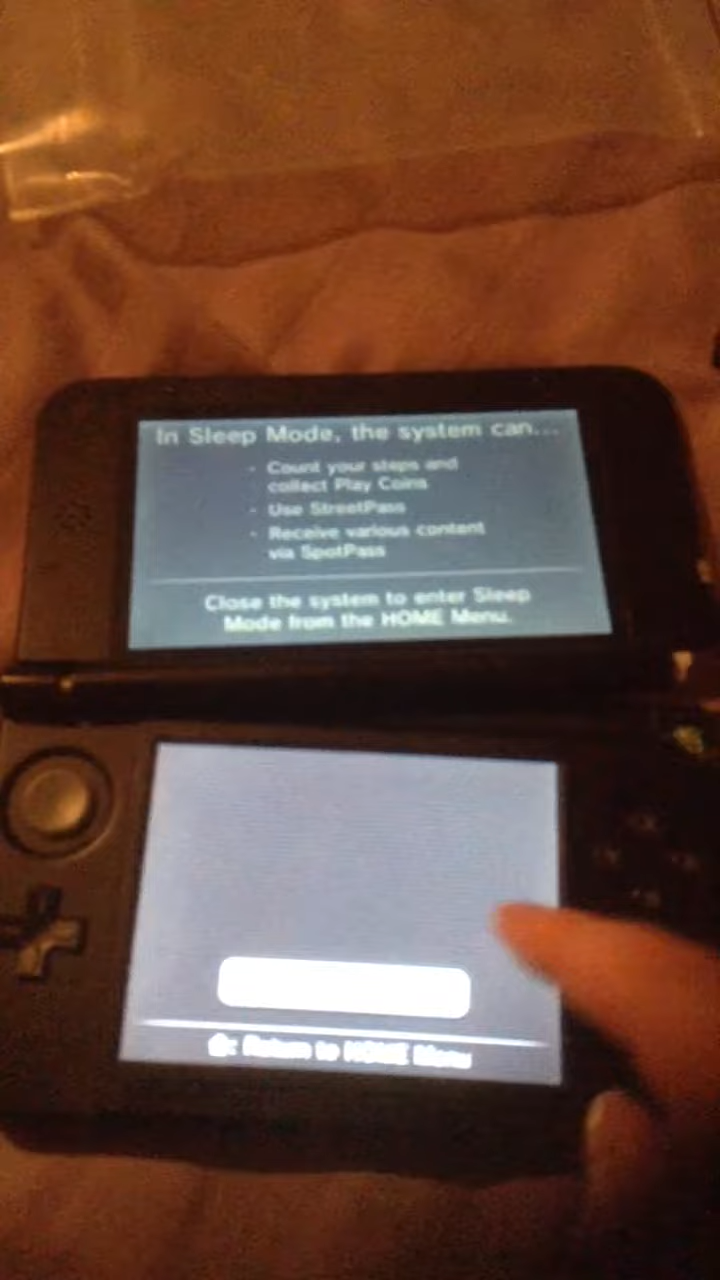 In Sleep Mode, the system can...
- Count your steps and
collect Play Coins
- Use StreetPass
- Receive various content
via SpotPass
Close the system to enter Sleep
Mode from the HOME Menu.
: Return to HOME Menu